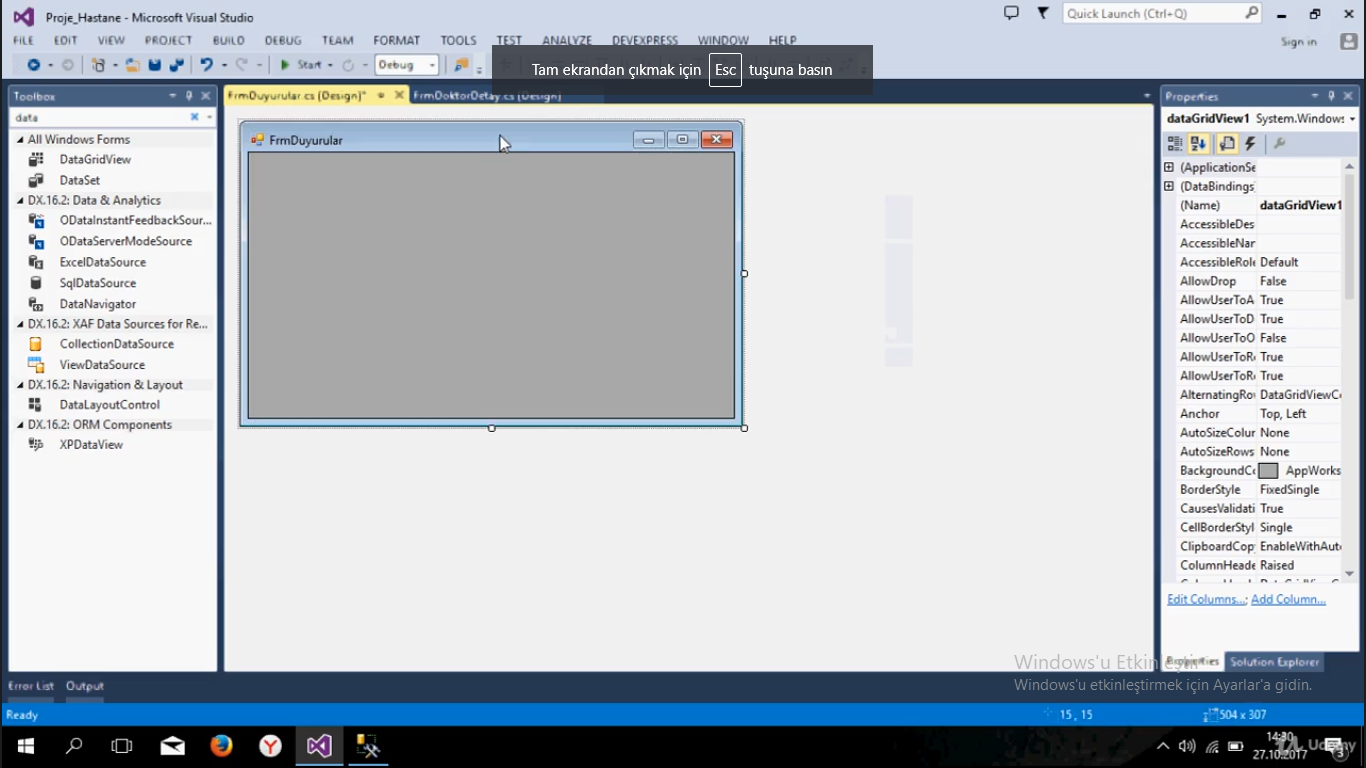 Proje_Hastane - Microsoft Visual Studio
Quick Launch (Ctrl+Q)
FILE EDIT VIEW PROJECT BUILD DEBUG TEAM FORMAT TOOLS TEST ANALYZE DEVEXPRESS WINDOW HELP
Sign in
Start Debug
Tam ekrandan çıkmak için Esc tuşuna basın
Toolbox
data
All Windows Forms
DataGridView
DataSet
DX.16.2: Data & Analytics
ODataInstantFeedbackSour...
ODataServerModeSource
ExcelDataSource
SqlDataSource
DataNavigator
DX.16.2: XAF Data Sources for Re...
CollectionDataSource
ViewDataSource
DX.16.2: Navigation & Layout
DataLayoutControl
DX.16.2: ORM Components
XPDataView
FrmDuyurular.cs [Design]* FrmDoktorDetay.cs [Design]
FrmDuyurular
Properties
dataGridView1 System.Windows
(ApplicationSe
(DataBindings
(Name) dataGridView1
AccessibleDes
AccessibleNar
AccessibleRole Default
AllowDrop False
AllowUserToA True
AllowUserToD True
AllowUserToO False
AllowUserToR True
AllowUserToR True
AlternatingRo DataGridViewC
Anchor Top, Left
AutoSizeColur None
AutoSizeRows None
BackgroundC AppWorks
BorderStyle FixedSingle
CausesValidati True
CellBorderStyl Single
ClipboardCop EnableWithAut
ColumnHeade Raised
Edit Columns...; Add Column...
Properties Solution Explorer
Windows'u Etkinleştir
Windows'u etkinleştirmek için Ayarlar'a gidin.
Error List Output
Ready
15 , 15
504 x 307
14:30
27.10.2017
3
Udemy